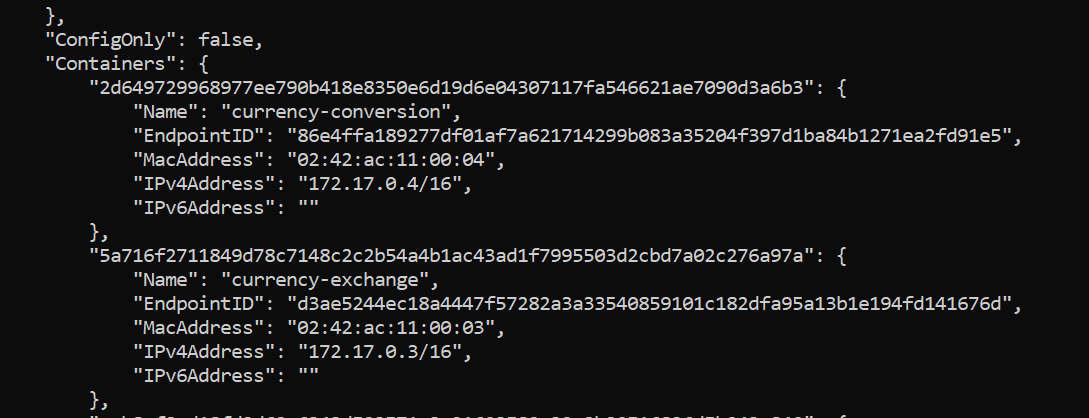 },
"ConfigOnly": false,
"Containers": {
"2d649729968977ee790b418e8350e6d19d6e04307117fa546621ae7090d3a6b3": {
"Name": "currency-conversion",
"EndpointID": "86e4ffa189277df01af7a621714299b083a35204f397d1ba84b1271ea2fd91e5",
"MacAddress": "02:42:ac:11:00:04",
"IPv4Address": "172.17.0.4/16",
"IPv6Address": ""
},
"5a716f2711849d78c7148c2c2b54a4b1ac43ad1f7995503d2cbd7a02c276a97a": {
"Name": "currency-exchange",
"EndpointID": "d3ae5244ec18a4447f57282a3a33540859101c182dfa95a13b1e194fd141676d",
"MacAddress": "02:42:ac:11:00:03",
"IPv4Address": "172.17.0.3/16",
"IPv6Address": ""
},